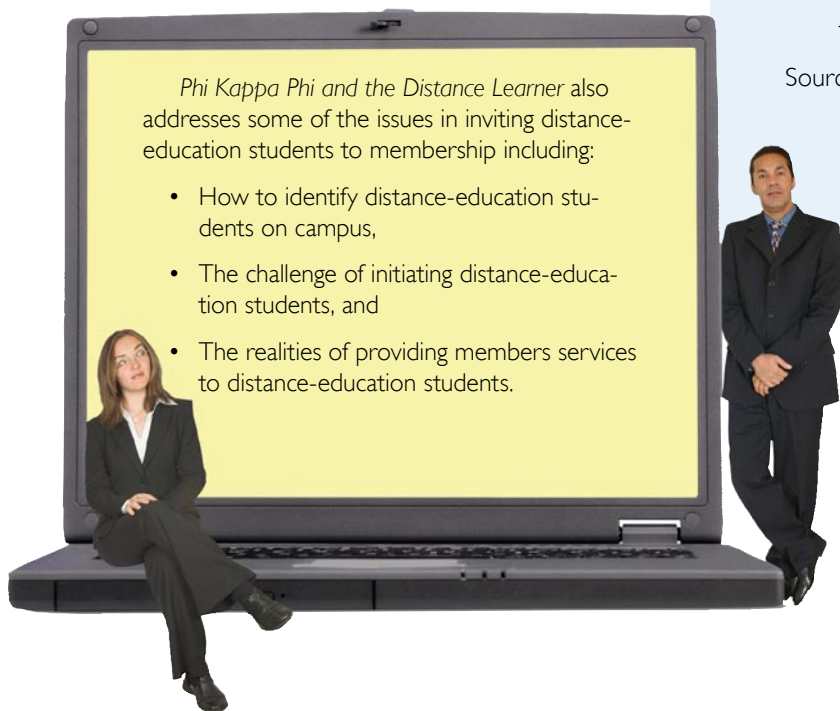 Phi Kappa Phi and the Distance Learner also
addresses some of the issues in inviting distance-
education students to membership including:
• How to identify distance-education stu-
dents on campus,
• The challenge of initiating distance-educa-
tion students, and
• The realities of providing members services
to distance-education students.